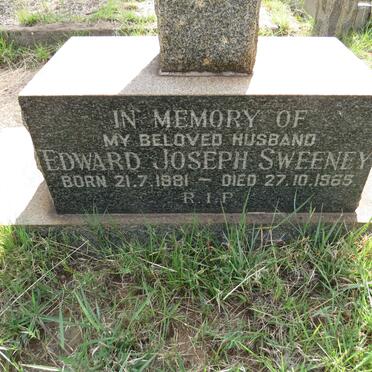 IN MEMORY OF
MY BELOVED HUSBAND
EDWARD JOSEPH SWEENEY
BORN 21.7.1881 – DIED 27.10.1965
R.I.P